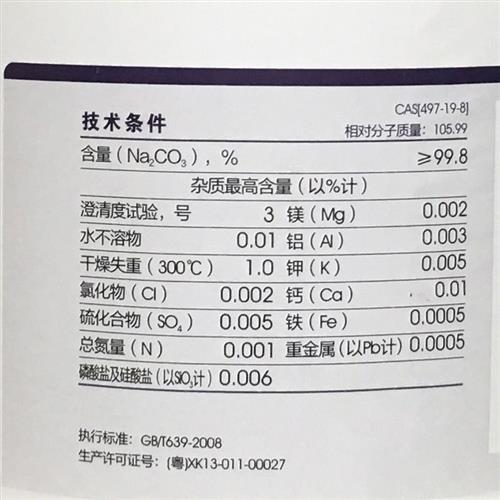 CAS[497-19-8]
技术条件 相对分子质量：105.99
含量（Na₂CO₃），% ≥99.8
杂质最高含量（以%计）
澄清度试验，号 3 镁（Mg） 0.002
水不溶物 0.01 铝（Al） 0.003
干燥失重（300℃） 1.0 钾（K） 0.005
氯化物（Cl） 0.002 钙（Ca） 0.01
硫化合物（SO₄） 0.005 铁（Fe） 0.0005
总氮量（N） 0.001 重金属（以Pb计） 0.0005
磷酸盐及硅酸盐（以SiO₃计） 0.006
执行标准：GB/T639-2008
生产许可证号：(粤)XK13-011-00027